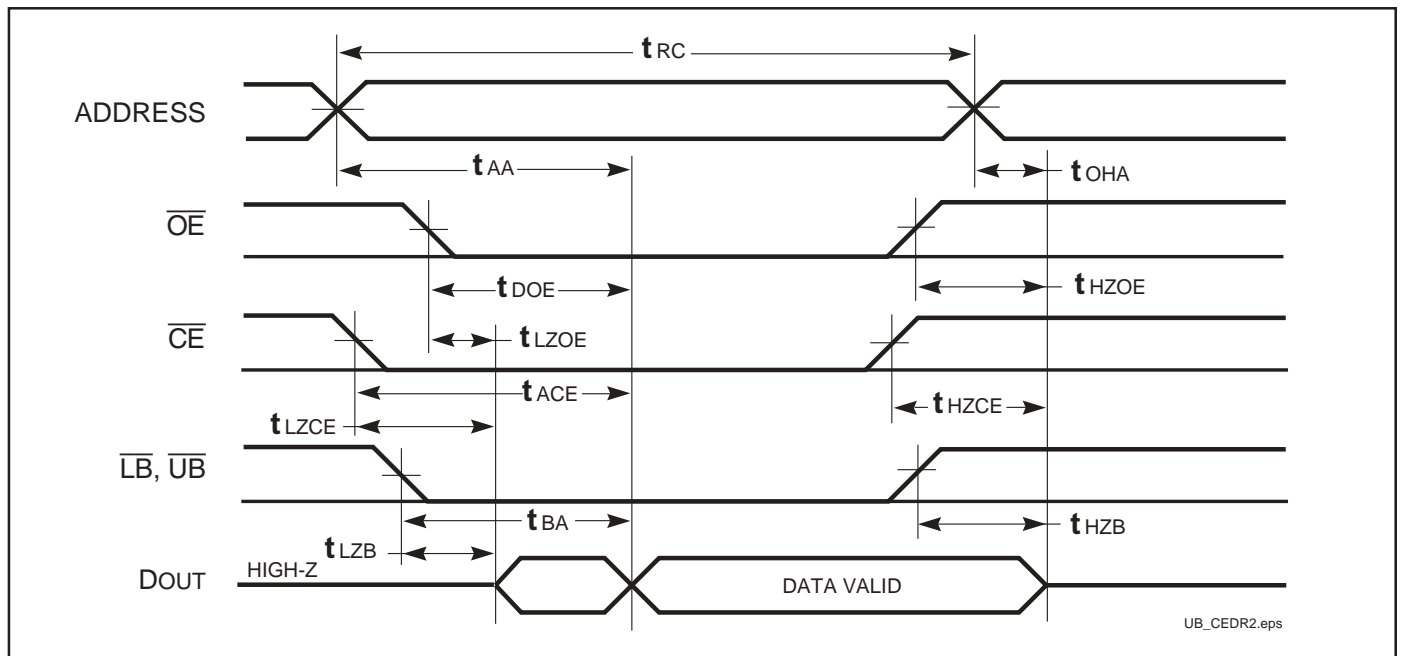 tRC
ADDRESS
tAA
tOHA
OE
tDOE
tHZOE
CE
tLZOE
tACE
tHZCE
tLZCE
LB, UB
tBA
tHZB
tLZB
DOUT
HIGH-Z
DATA VALID
UB_CEDR2.eps